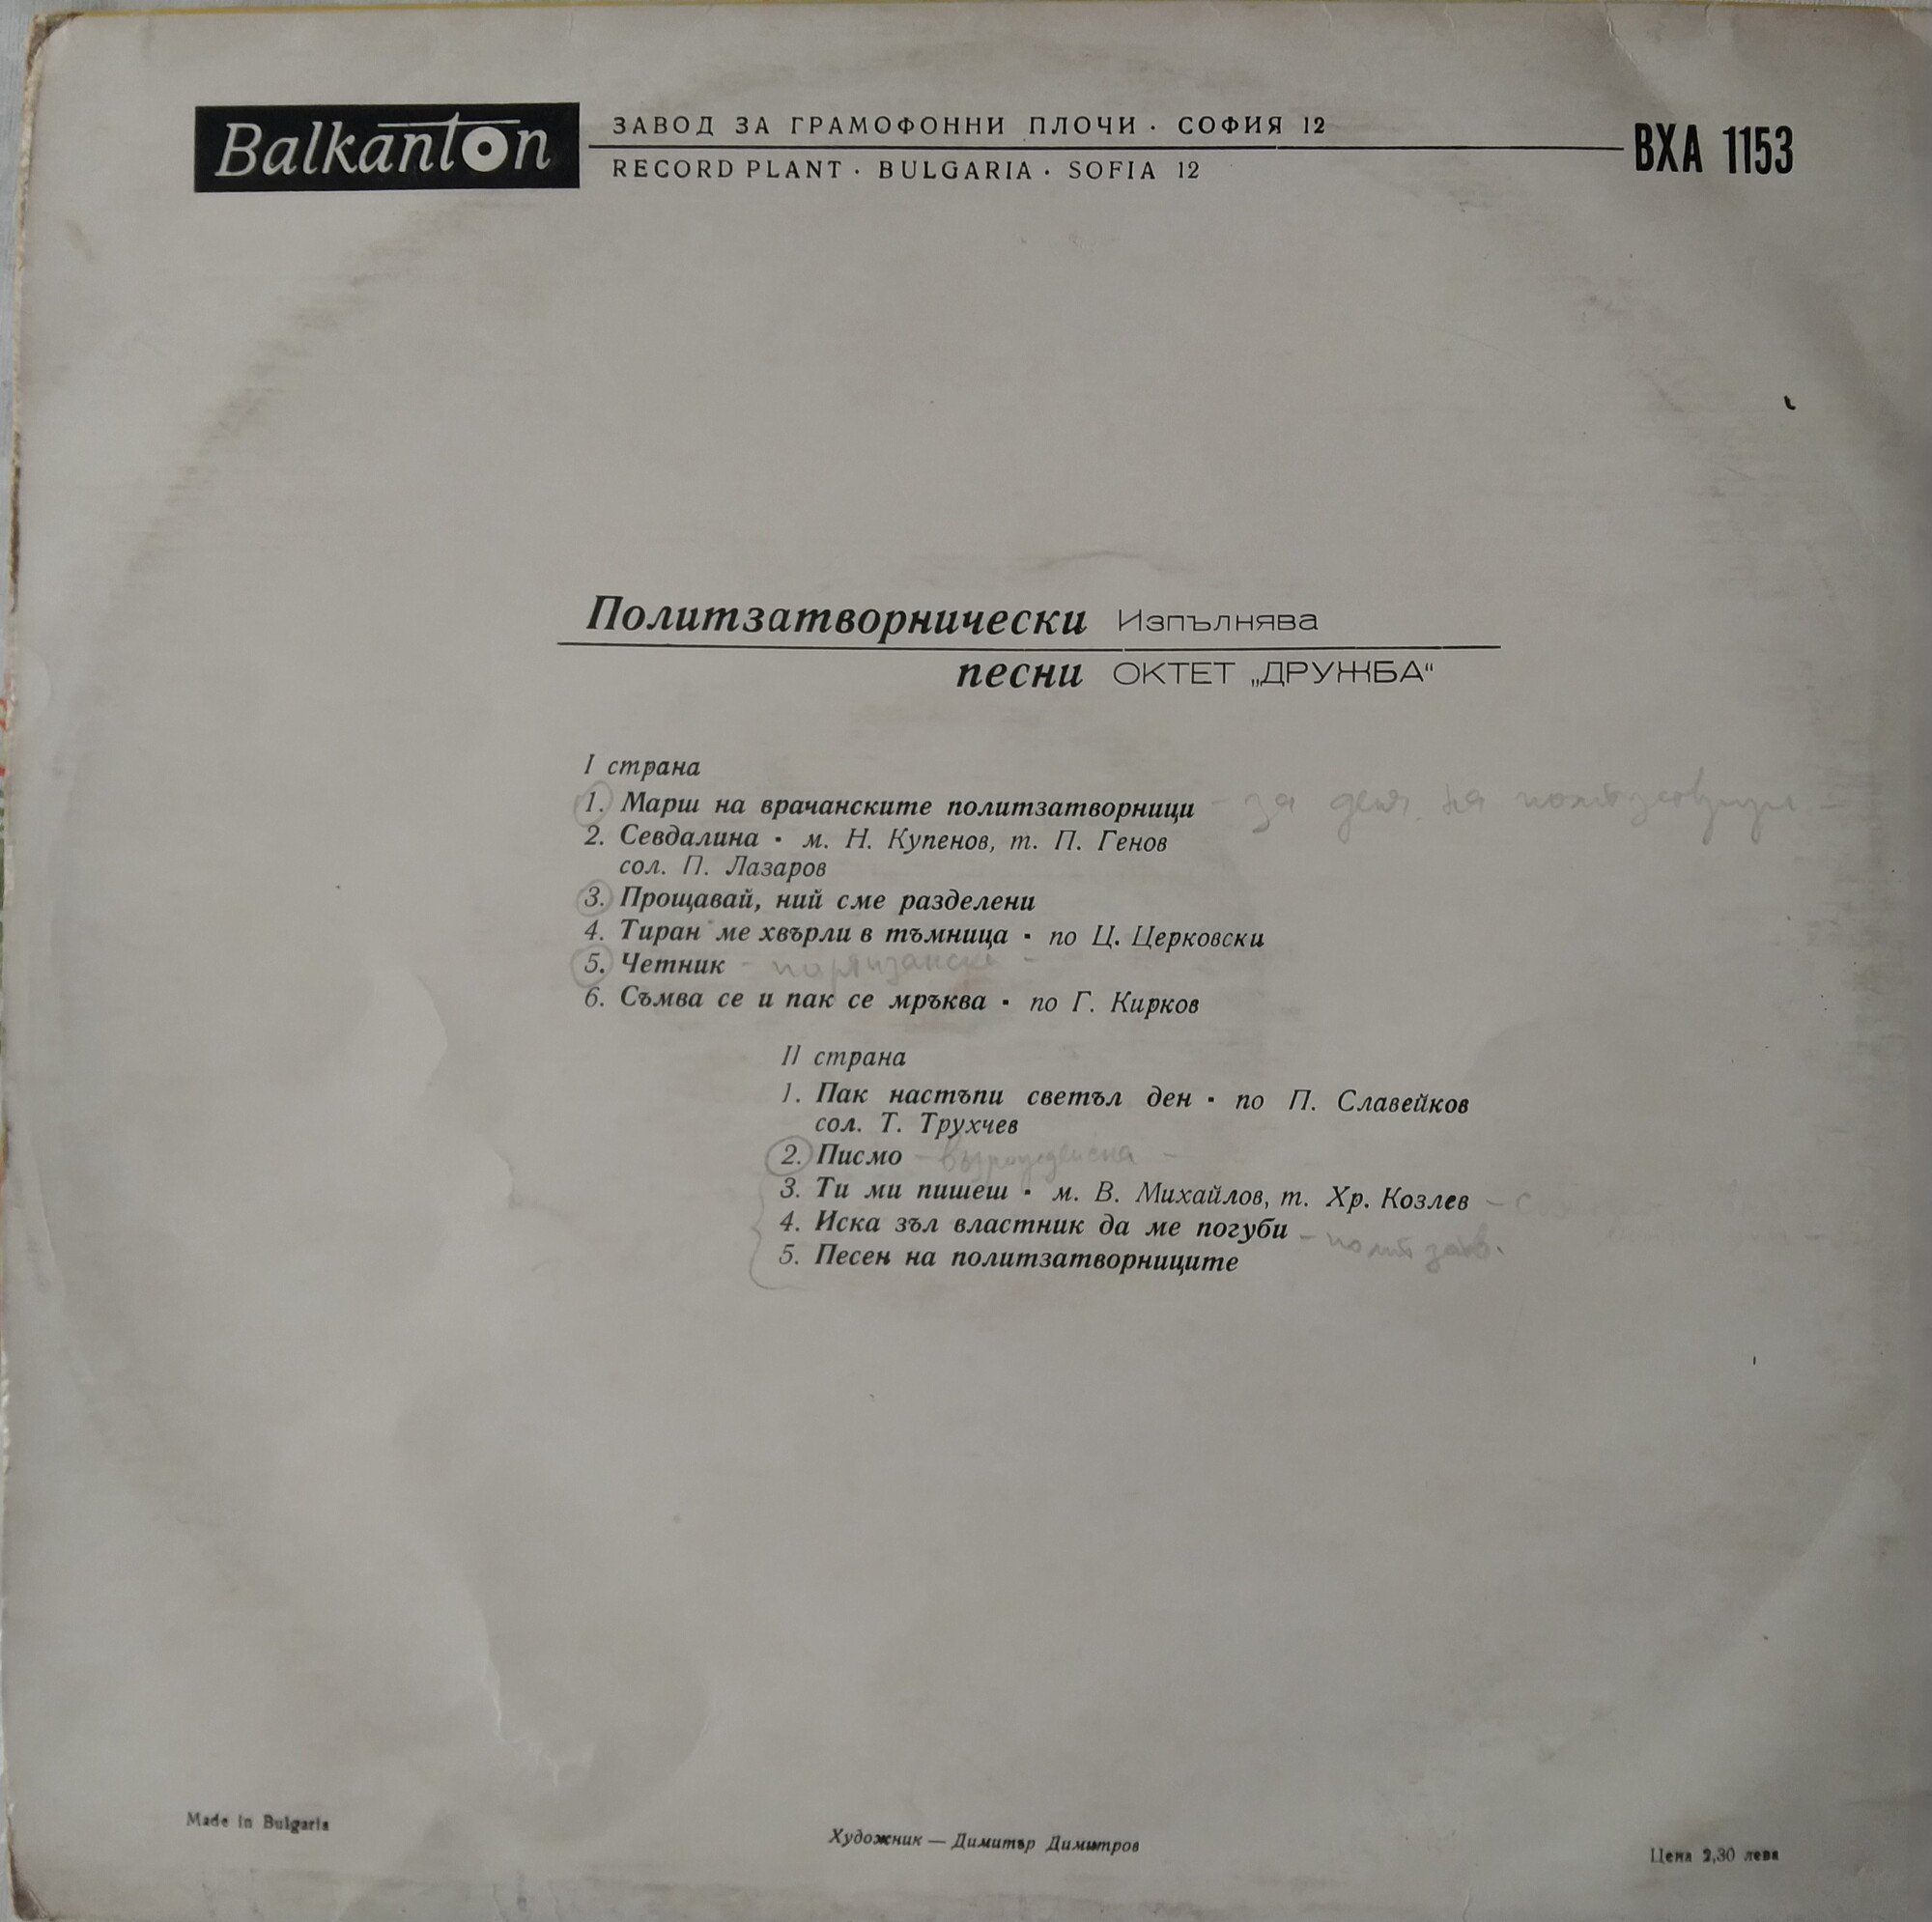 Balkanton
ЗАВОД ЗА ГРАМОФОННИ ПЛОЧИ · СОФИЯ 12
RECORD PLANT · BULGARIA · SOFIA 12
ВХА 1153
Политзатворнически Изпълнява
песни ОКТЕТ „ДРУЖБА“
I страна
1. Марш на врачанските политзатворници – за
2. Севдалина · м. Н. Купенов, т. П. Генов
сол. П. Лазаров
3. Прощавай, ний сме разделени
4. Тиран ме хвърли в тъмница · по Ц. Церковски
5. Четник – партизанска –
6. Съмва се и пак се мръква · по Г. Кирков
II страна
1. Пак настъпи светъл ден · по П. Славейков
сол. Т. Трухчев
2. Писмо –
3. Ти ми пишеш · м. В. Михайлов, т. Хр. Козлев –
4. Иска зъл властник да ме погуби – полит затв.
5. Песен на политзатворниците
Made in Bulgaria
Художник — Димитър Димитров
Цена 2,30 лева